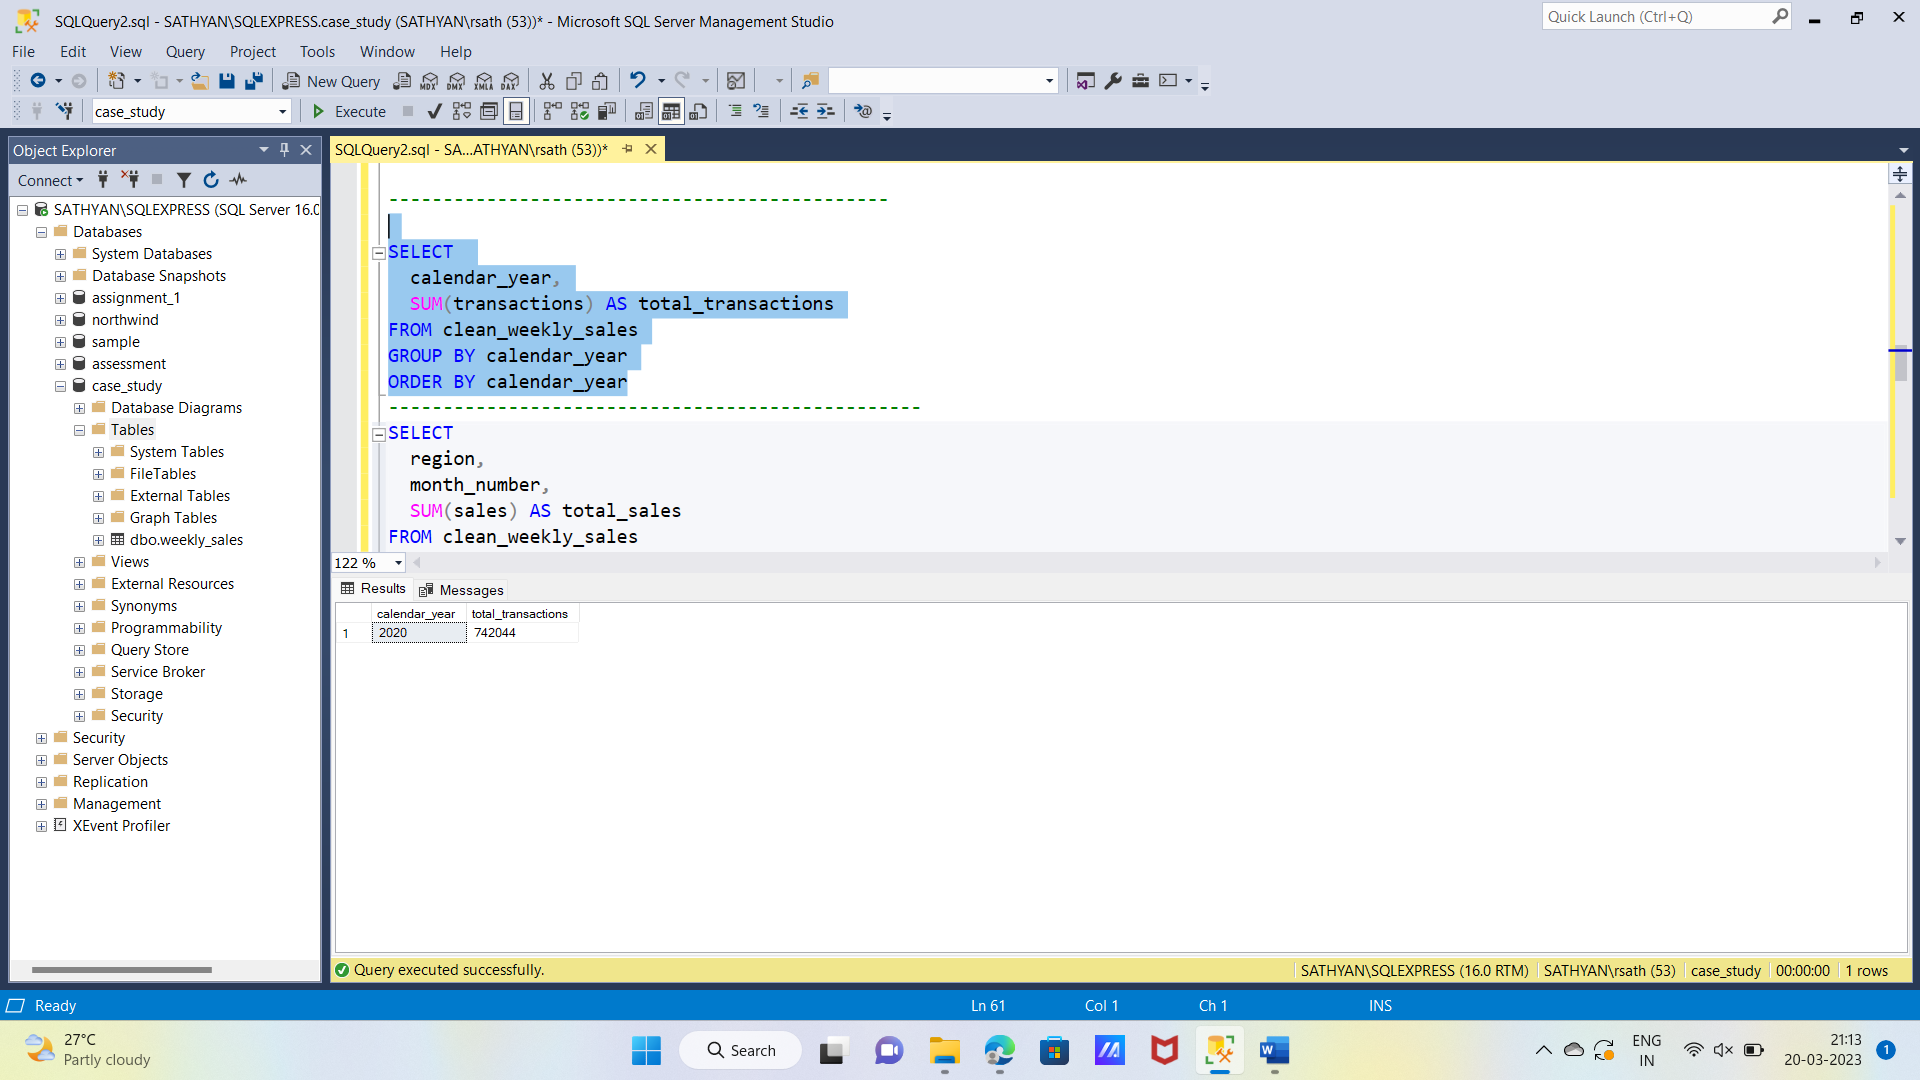 SQLQuery2.sql - SATHYAN\SQLEXPRESS.case_study (SATHYAN\rsath (53))* - Microsoft SQL Server Management Studio
Quick Launch (Ctrl+Q)
File Edit View Query Project Tools Window Help
New Query
MDX DMX XMLA DAX
case_study
Execute
Object Explorer
Connect
SATHYAN\SQLEXPRESS (SQL Server 16.0
Databases
System Databases
Database Snapshots
assignment_1
northwind
sample
assessment
case_study
Database Diagrams
Tables
System Tables
FileTables
External Tables
Graph Tables
dbo.weekly_sales
Views
External Resources
Synonyms
Programmability
Query Store
Service Broker
Storage
Security
Security
Server Objects
Replication
Management
XEvent Profiler
SQLQuery2.sql - SA...ATHYAN\rsath (53))*
----------------------------------------------
SELECT
calendar_year,
SUM(transactions) AS total_transactions
FROM clean_weekly_sales
GROUP BY calendar_year
ORDER BY calendar_year
-------------------------------------------------
SELECT
region,
month_number,
SUM(sales) AS total_sales
FROM clean_weekly_sales
122 %
Results Messages
calendar_year total_transactions
1 2020 742044
Query executed successfully.
SATHYAN\SQLEXPRESS (16.0 RTM) SATHYAN\rsath (53) case_study 00:00:00 1 rows
Ready Ln 61 Col 1 Ch 1 INS
27°C
Partly cloudy
Search
ENG
IN
21:13
20-03-2023
1